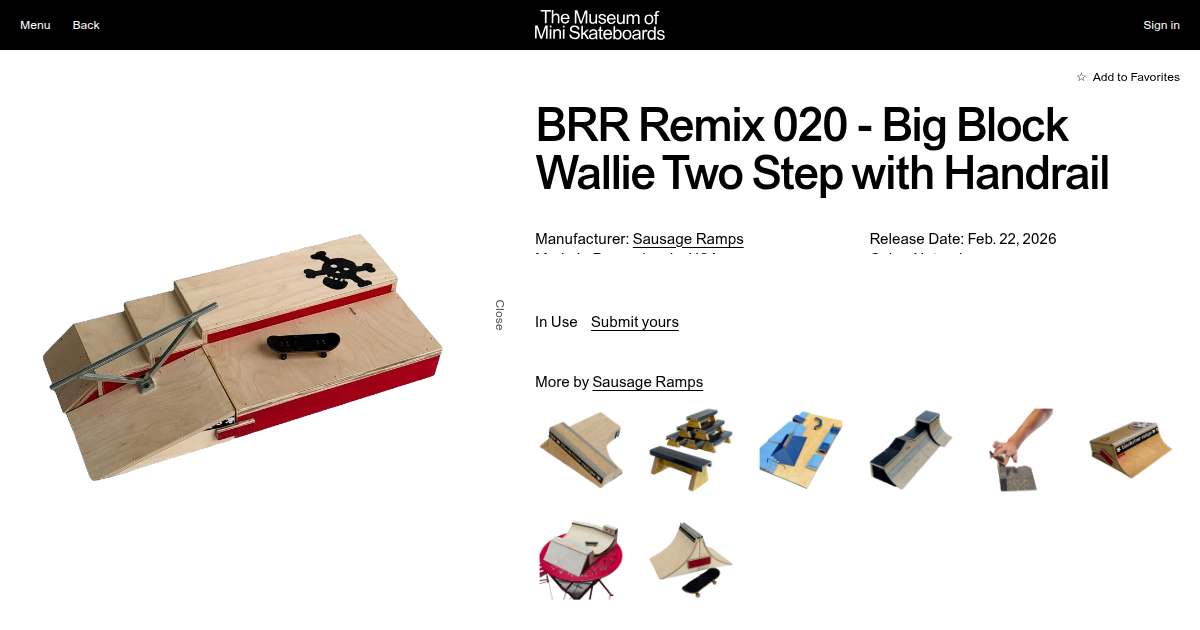 Menu
Back
The Museum of
Mini Skateboards
Sign in
☆ Add to Favorites
BRR Remix 020 - Big Block
Wallie Two Step with Handrail
Manufacturer: Sausage Ramps
Release Date: Feb. 22, 2026
Close
In Use
Submit yours
More by Sausage Ramps